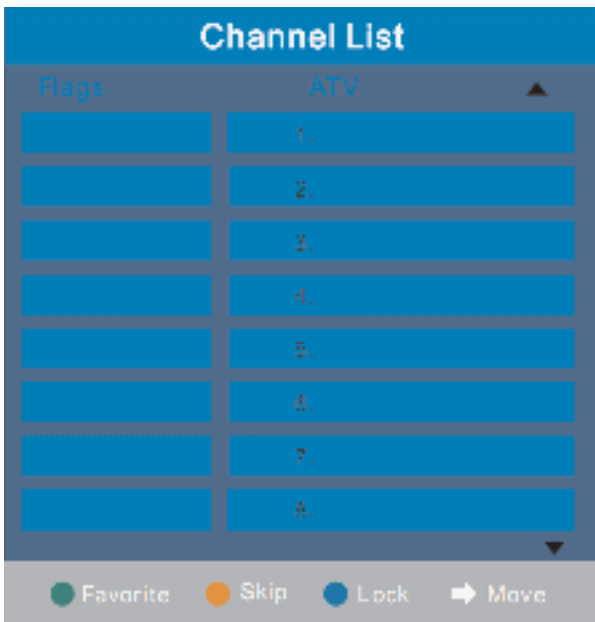 Channel List
Flags ATV
1.
2.
3.
4.
5.
6.
7.
8.
Favorite Skip Lock Move